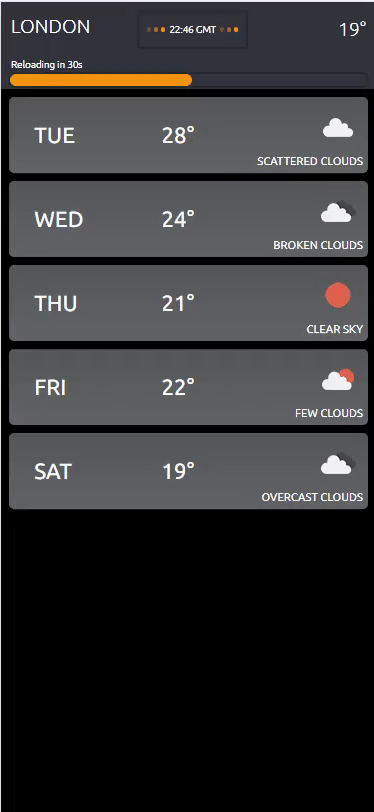 LONDON
22:46 GMT
19°
Reloading in 30s
TUE 28°
SCATTERED CLOUDS
WED 24°
BROKEN CLOUDS
THU 21°
CLEAR SKY
FRI 22°
FEW CLOUDS
SAT 19°
OVERCAST CLOUDS